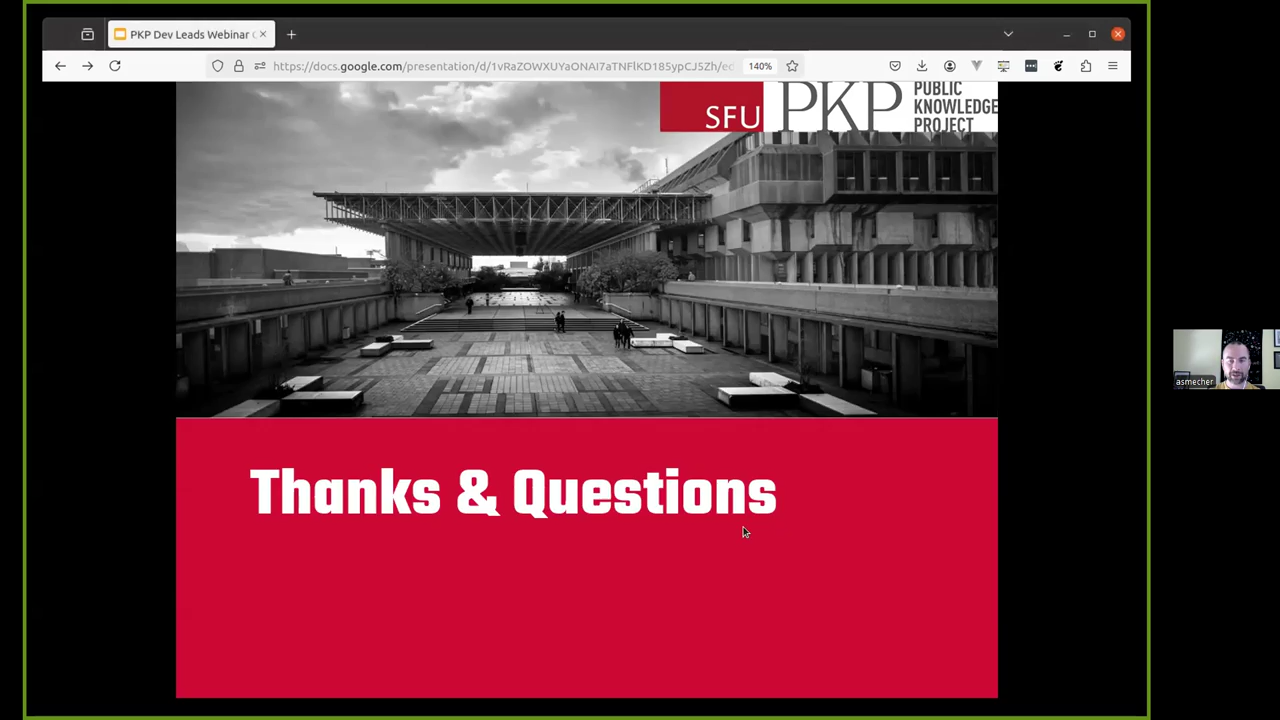 PKP Dev Leads Webinar
https://docs.google.com/presentation/d/1vRaZOWXUYaONAI7aTNFlKD185ypCJ5Zh/ed
140%
SFU
PKP
PUBLIC
KNOWLEDGE
PROJECT
Thanks & Questions
asmecher